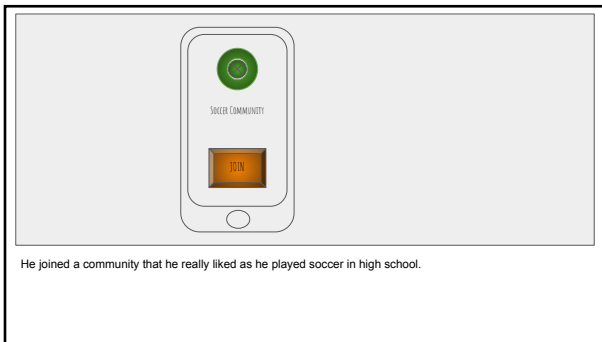 Soccer Community
JOIN
He joined a community that he really liked as he played soccer in high school.